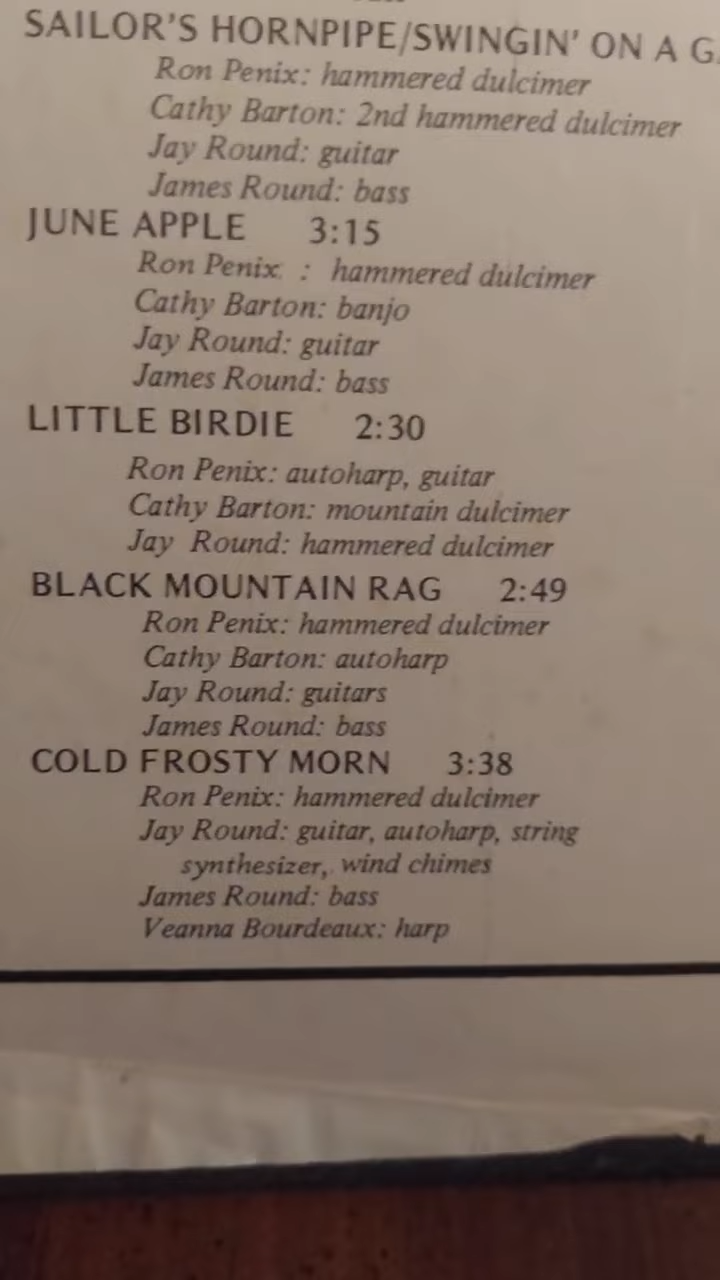 SAILOR'S HORNPIPE/SWINGIN' ON A
Ron Penix: hammered dulcimer
Cathy Barton: 2nd hammered dulcimer
Jay Round: guitar
James Round: bass
JUNE APPLE 3:15
Ron Penix : hammered dulcimer
Cathy Barton: banjo
Jay Round: guitar
James Round: bass
LITTLE BIRDIE 2:30
Ron Penix: autoharp, guitar
Cathy Barton: mountain dulcimer
Jay Round: hammered dulcimer
BLACK MOUNTAIN RAG 2:49
Ron Penix: hammered dulcimer
Cathy Barton: autoharp
Jay Round: guitars
James Round: bass
COLD FROSTY MORN 3:38
Ron Penix: hammered dulcimer
Jay Round: guitar, autoharp, string
synthesizer, wind chimes
James Round: bass
Veanna Bourdeaux: harp